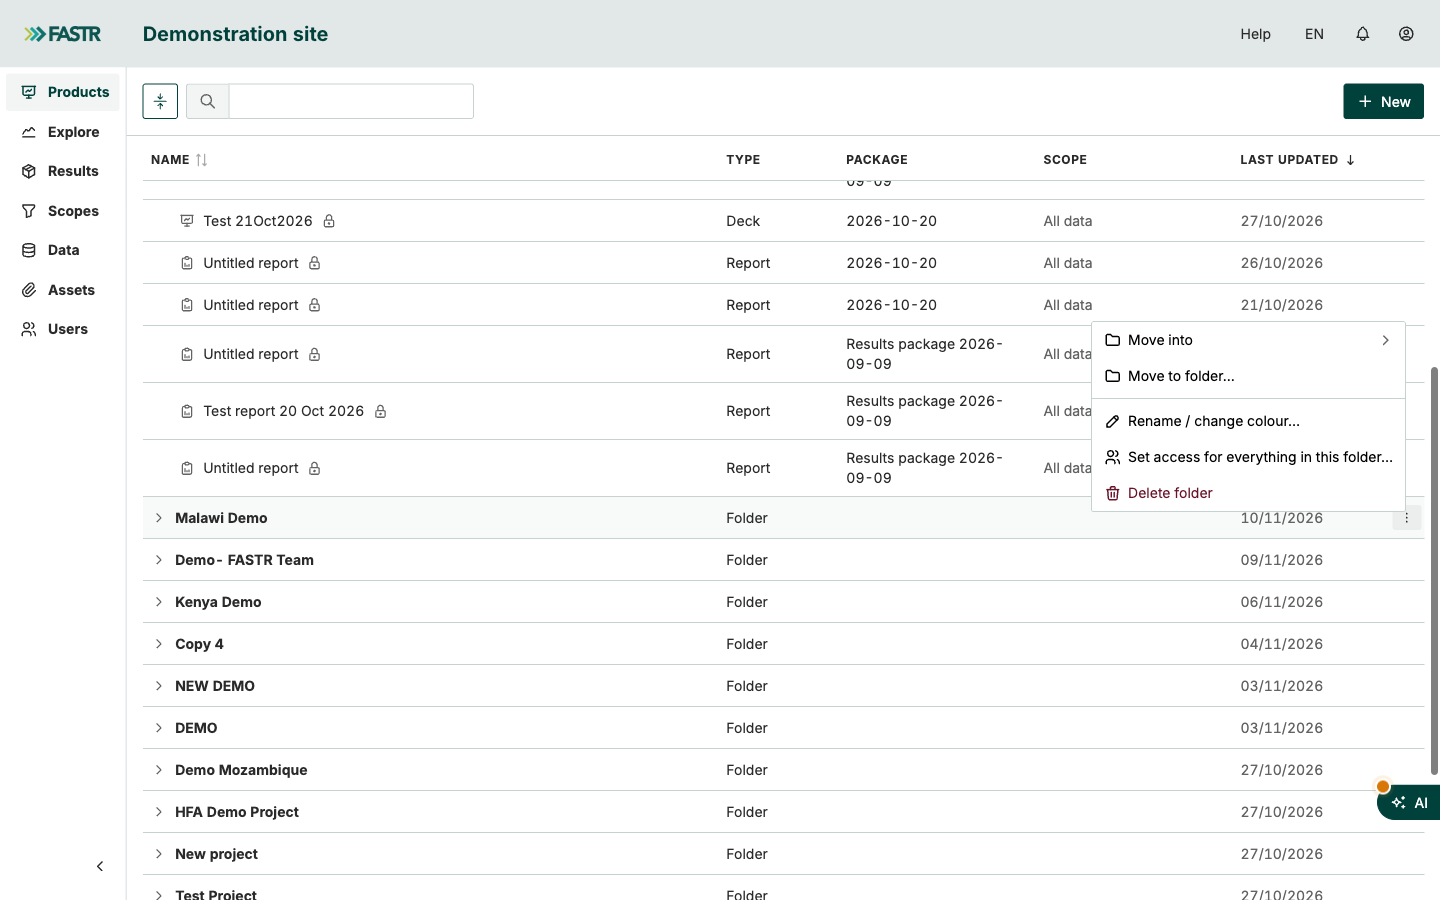 FASTR
Demonstration site
Help
EN
Products
Explore
Results
Scopes
Data
Assets
Users
New
NAME
TYPE
PACKAGE
SCOPE
LAST UPDATED
09-09
Test 21Oct2026
Deck
2026-10-20
All data
27/10/2026
Untitled report
Report
2026-10-20
All data
26/10/2026
Untitled report
Report
2026-10-20
All data
21/10/2026
Untitled report
Report
Results package 2026-
09-09
All data
Test report 20 Oct 2026
Report
Results package 2026-
09-09
All data
Untitled report
Report
Results package 2026-
09-09
All data
Move into
Move to folder...
Rename / change colour...
Set access for everything in this folder...
Delete folder
Malawi Demo
Folder
10/11/2026
Demo- FASTR Team
Folder
09/11/2026
Kenya Demo
Folder
06/11/2026
Copy 4
Folder
04/11/2026
NEW DEMO
Folder
03/11/2026
DEMO
Folder
03/11/2026
Demo Mozambique
Folder
27/10/2026
AI
HFA Demo Project
Folder
27/10/2026
New project
Folder
27/10/2026
Test Project
Folder
27/10/2026